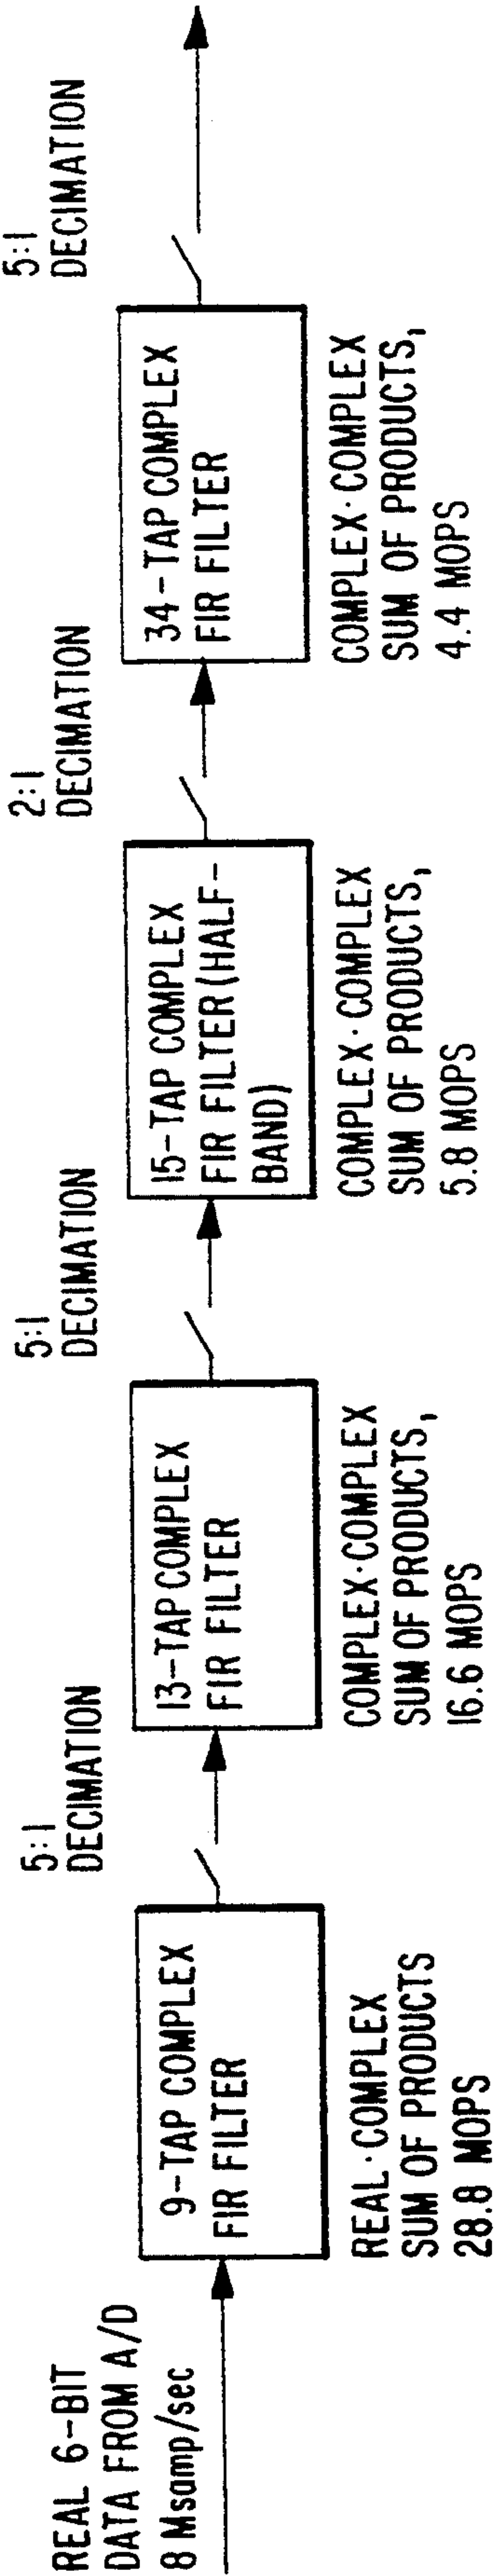 REAL 6-BIT
DATA FROM A/D
8 Msamp/sec
9-TAP COMPLEX
FIR FILTER
REAL·COMPLEX
SUM OF PRODUCTS
28.8 MOPS
5:1
DECIMATION
13-TAP COMPLEX
FIR FILTER
COMPLEX·COMPLEX
SUM OF PRODUCTS,
16.6 MOPS
5:1
DECIMATION
15-TAP COMPLEX
FIR FILTER (HALF-
BAND)
COMPLEX·COMPLEX
SUM OF PRODUCTS,
5.8 MOPS
2:1
DECIMATION
34-TAP COMPLEX
FIR FILTER
COMPLEX·COMPLEX
SUM OF PRODUCTS,
4.4 MOPS
5:1
DECIMATION